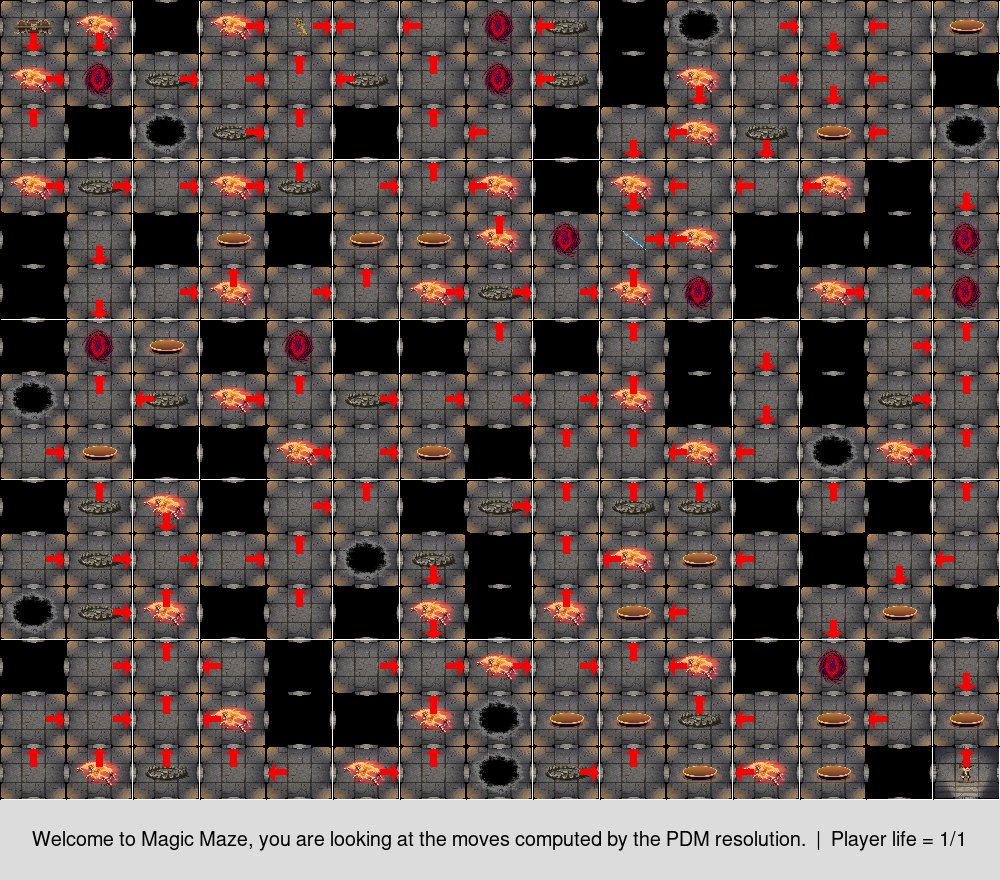 Welcome to Magic Maze, you are looking at the moves computed by the PDM resolution.  |  Player life = 1/1